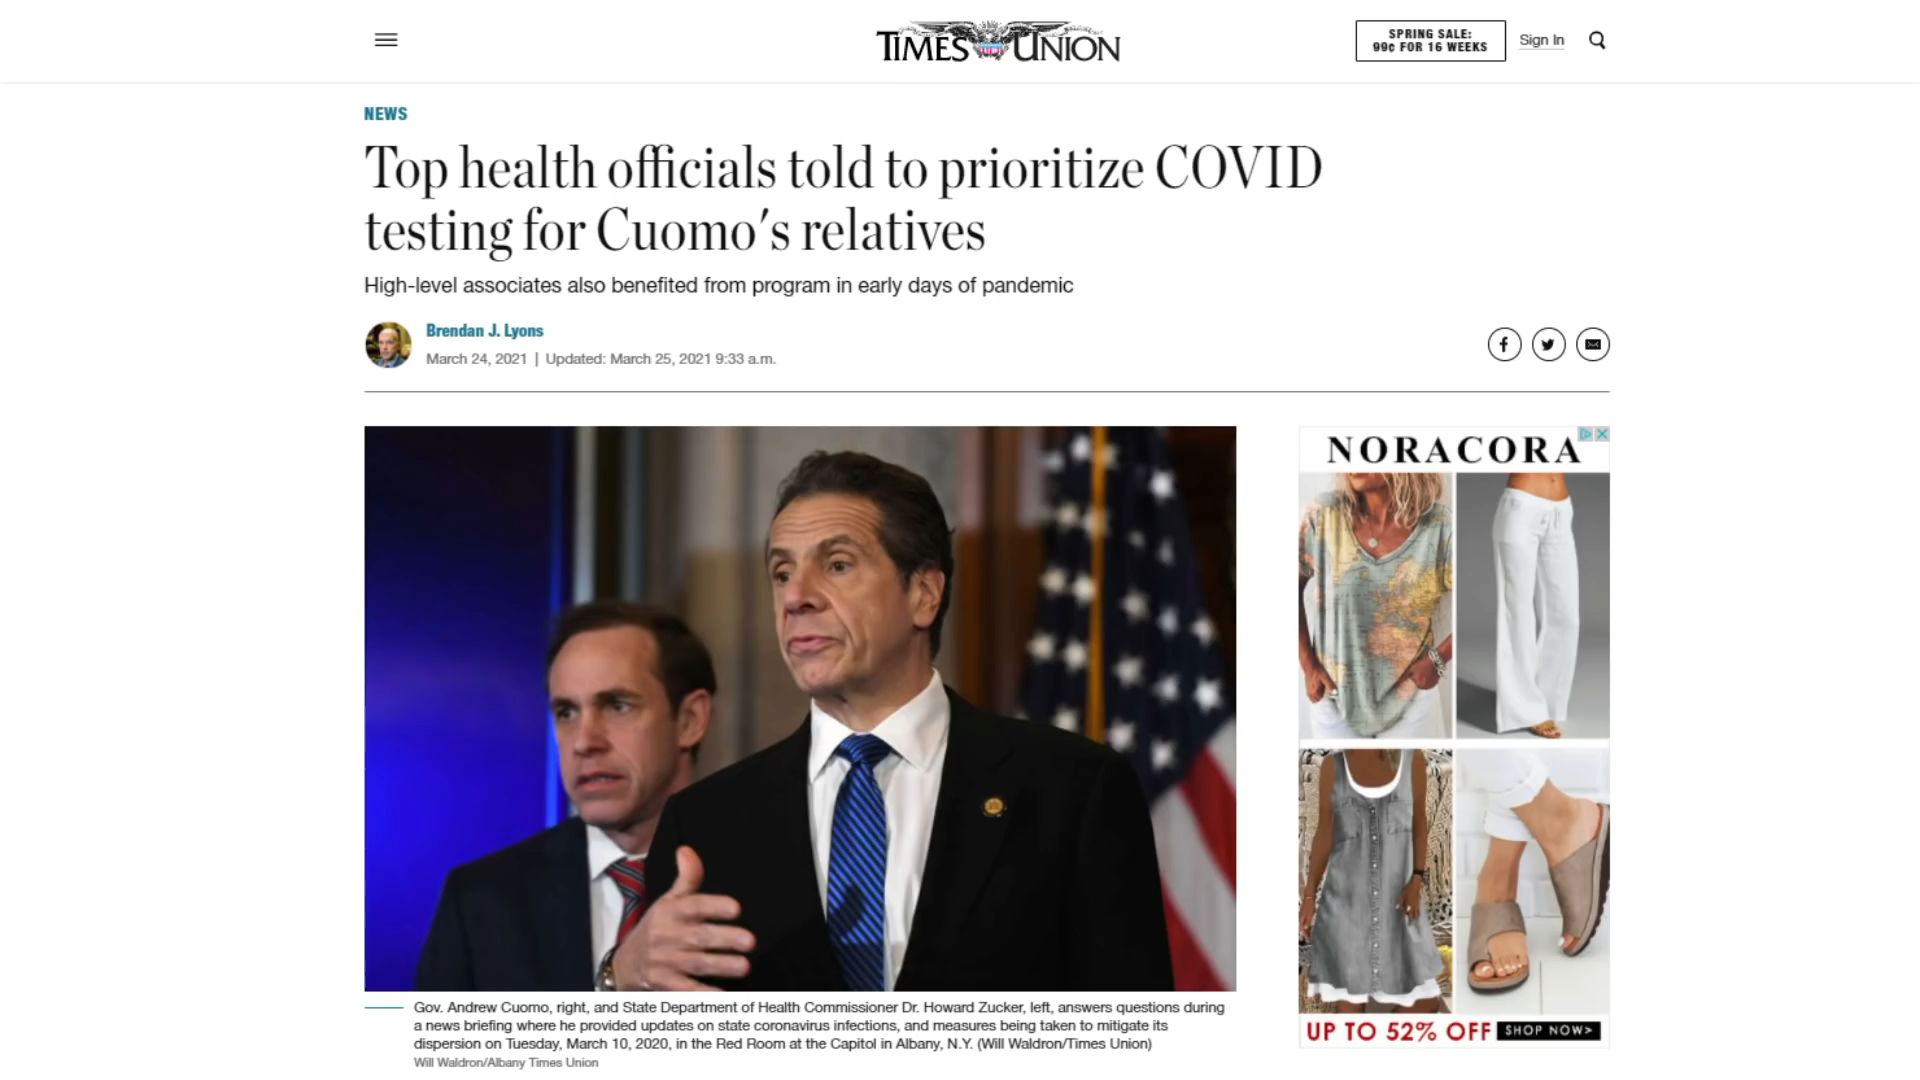 TIMES UNION
SPRING SALE:
99¢ FOR 16 WEEKS
Sign In
NEWS
Top health officials told to prioritize COVID
testing for Cuomo's relatives
High-level associates also benefited from program in early days of pandemic
Brendan J. Lyons
March 24, 2021 | Updated: March 25, 2021 9:33 a.m.
NORACORA
UP TO 52% OFF SHOP NOW>
Gov. Andrew Cuomo, right, and State Department of Health Commissioner Dr. Howard Zucker, left, answers questions during
a news briefing where he provided updates on state coronavirus infections, and measures being taken to mitigate its
dispersion on Tuesday, March 10, 2020, in the Red Room at the Capitol in Albany, N.Y. (Will Waldron/Times Union)
Will Waldron/Albany Times Union